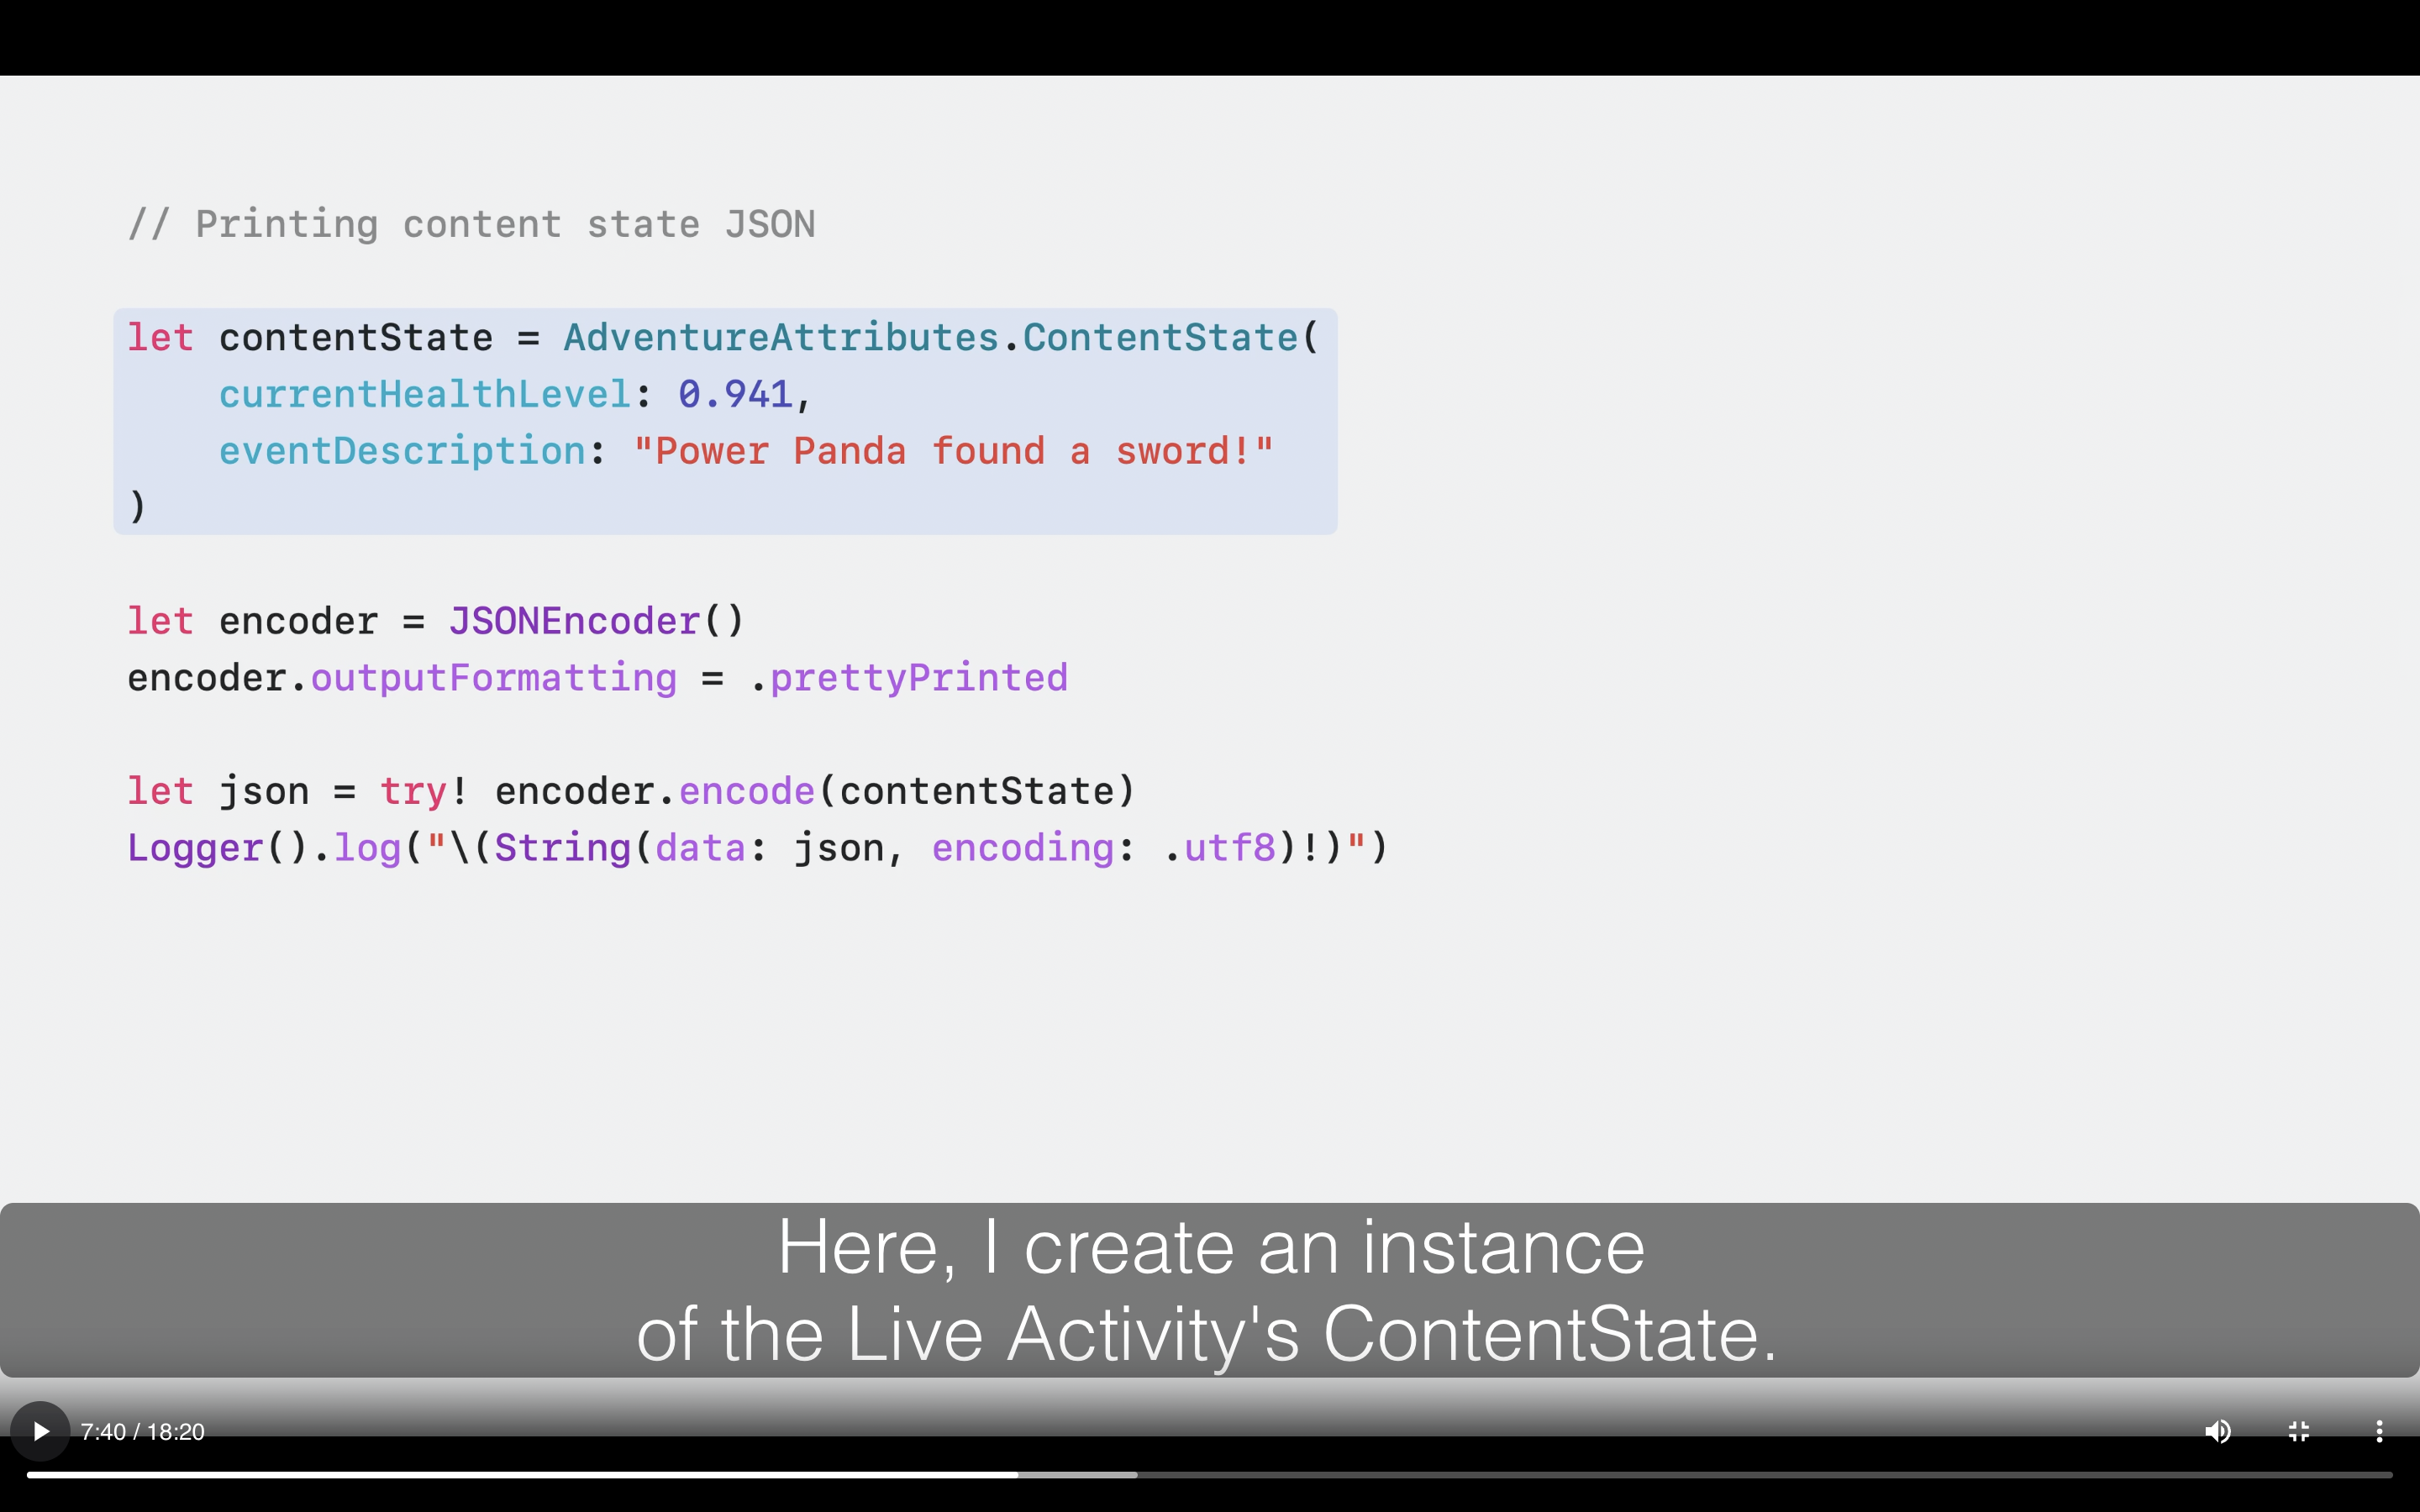 // Printing content state JSON
let contentState = AdventureAttributes.ContentState(
    currentHealthLevel: 0.941,
    eventDescription: "Power Panda found a sword!"
)
let encoder = JSONEncoder()
encoder.outputFormatting = .prettyPrinted
let json = try! encoder.encode(contentState)
Logger().log("\(String(data: json, encoding: .utf8)!)")
Here, I create an instance
of the Live Activity's ContentState.
7:40 / 18:20